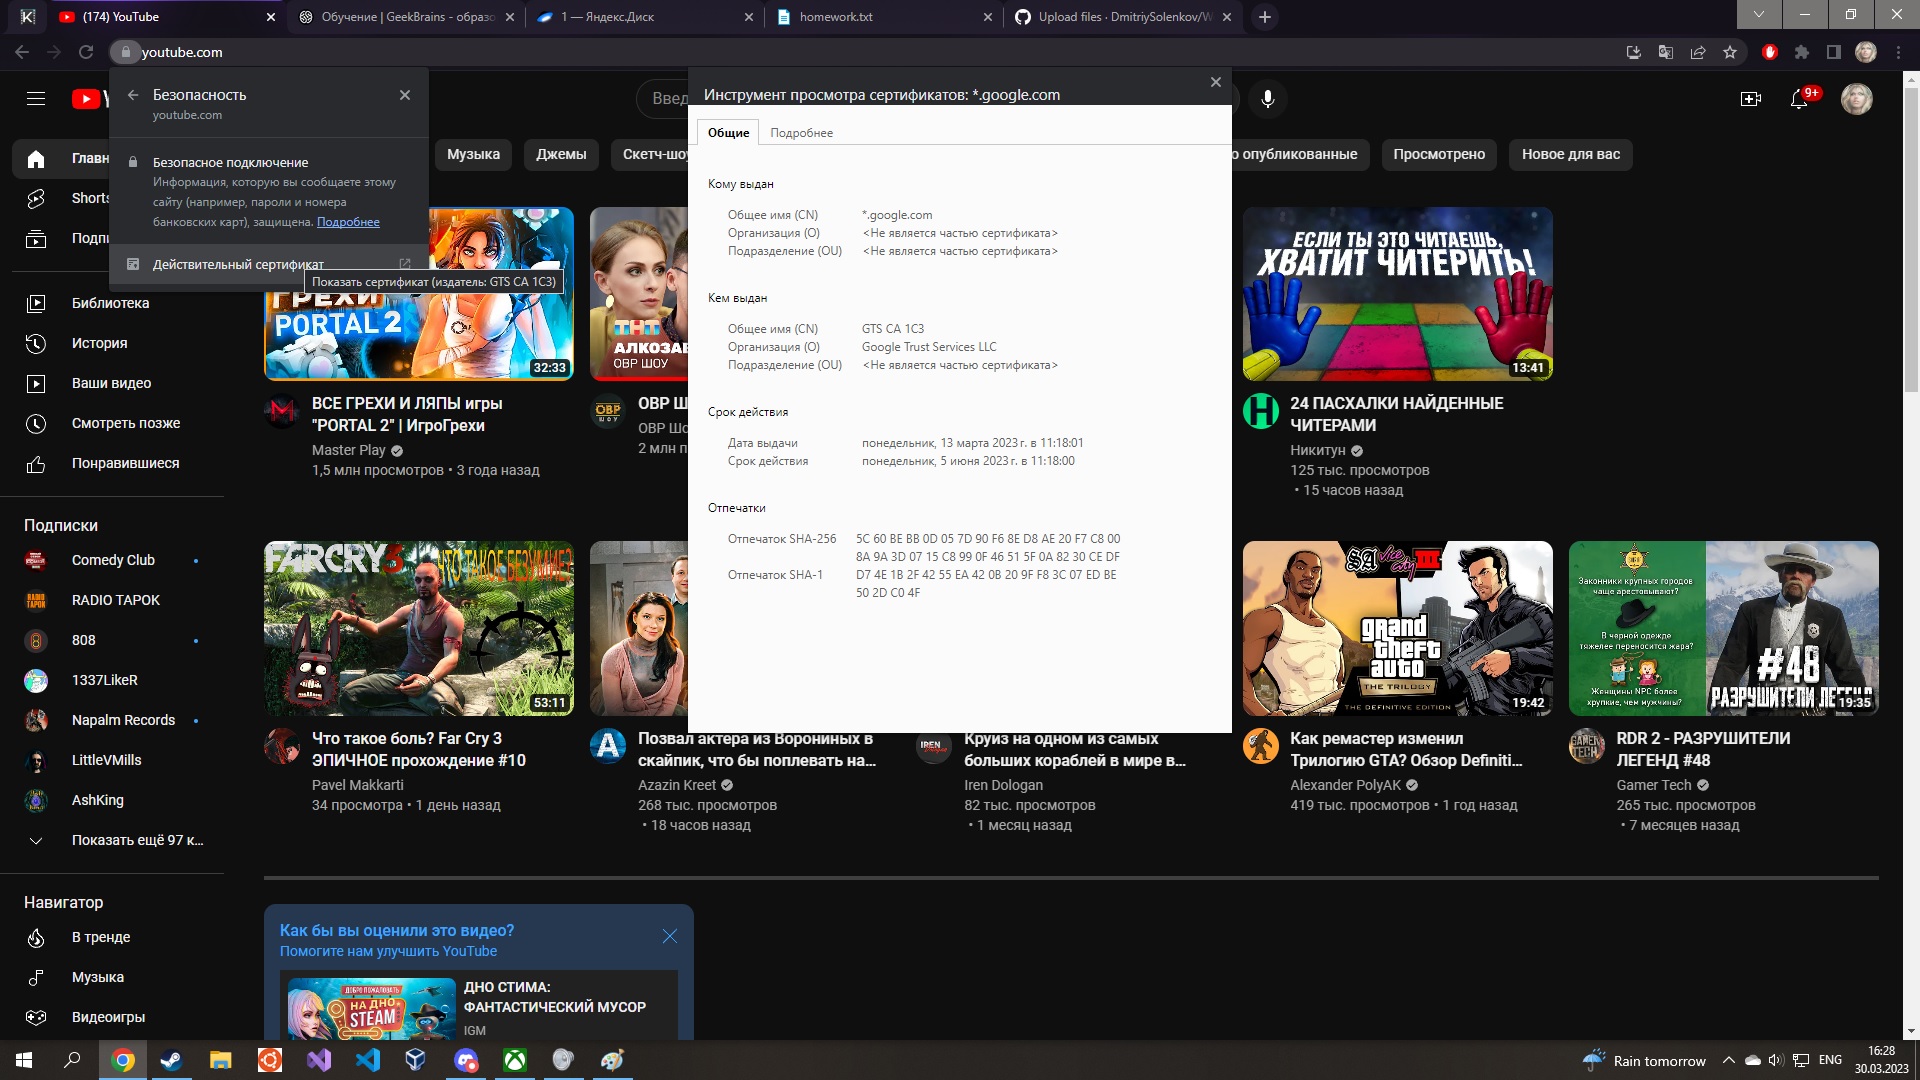 (174) YouTube
Обучение | GeekBrains - образо
1 — Яндекс.Диск
homework.txt
Upload files · DmitriySolenkov/W
youtube.com
Безопасность
youtube.com
Безопасное подключение
Информация, которую вы сообщаете этому
сайту (например, пароли и номера
банковских карт), защищена. Подробнее
Действительный сертификат
Показать сертификат (издатель: GTS CA 1C3)
Инструмент просмотра сертификатов: *.google.com
Общие
Подробнее
Кому выдан
Общее имя (CN) *.google.com
Организация (O) <Не является частью сертификата>
Подразделение (OU) <Не является частью сертификата>
Кем выдан
Общее имя (CN) GTS CA 1C3
Организация (O) Google Trust Services LLC
Подразделение (OU) <Не является частью сертификата>
Срок действия
Дата выдачи понедельник, 13 марта 2023 г. в 11:18:01
Срок действия понедельник, 5 июня 2023 г. в 11:18:00
Отпечатки
Отпечаток SHA-256 5C 60 BE BB 0D 05 7D 90 F6 8E D8 AE 20 F7 C8 00
8A 9A 3D 07 15 C8 99 0F 46 51 5F 0A 82 30 CE DF
Отпечаток SHA-1 D7 4E 1B 2F 42 55 EA 42 0B 20 9F F8 3C 07 ED BE
50 2D C0 4F
Введ
9+
Музыка
Джемы
Скетч-шоу
о опубликованные
Просмотрено
Новое для вас
Главн
Shorts
Подпи
Библиотека
История
Ваши видео
Смотреть позже
Понравившиеся
Подписки
Comedy Club
RADIO TAPOK
808
1337LikeR
Napalm Records
LittleVMills
AshKing
Показать ещё 97 к...
Навигатор
В тренде
Музыка
Видеоигры
ГРЕХИ
PORTAL 2
32:33
ВСЕ ГРЕХИ И ЛЯПЫ игры
"PORTAL 2" | ИгроГрехи
Master Play
1,5 млн просмотров • 3 года назад
ТНТ
АЛКОЗАВ
ОВР ШОУ
ОВР
ШОУ
ОВР Ш
ОВР Шо
2 млн п
ЕСЛИ ТЫ ЭТО ЧИТАЕШЬ,
ХВАТИТ ЧИТЕРИТЬ!
13:41
24 ПАСХАЛКИ НАЙДЕННЫЕ
ЧИТЕРАМИ
Никитун
125 тыс. просмотров
• 15 часов назад
FARCRY 3
ЧТО ТАКОЕ БЕЗУМИЕ?
53:11
Что такое боль? Far Cry 3
ЭПИЧНОЕ прохождение #10
Pavel Makkarti
34 просмотра • 1 день назад
Позвал актера из Ворониных в
скайпик, что бы поплевать на...
Azazin Kreet
268 тыс. просмотров
• 18 часов назад
IREN
Круиз на одном из самых
больших кораблей в мире в...
Iren Dologan
82 тыс. просмотров
• 1 месяц назад
SA
vice city
III
grand
theft
auto
THE TRILOGY
THE DEFINITIVE EDITION
19:42
Как ремастер изменил
Трилогию GTA? Обзор Definiti...
Alexander PolyAK
419 тыс. просмотров • 1 год назад
Законники крупных городов
чаще арестовывают?
В черной одежде
тяжелее переносится жара?
Женщины NPC более
хрупкие, чем мужчины?
#48
РАЗРУШИТЕЛИ ЛЕГЕНД
19:35
GAMER
TECH
RDR 2 - РАЗРУШИТЕЛИ
ЛЕГЕНД #48
Gamer Tech
265 тыс. просмотров
• 7 месяцев назад
Как бы вы оценили это видео?
Помогите нам улучшить YouTube
ДОБРО ПОЖАЛОВАТЬ
НА ДНО
STEAM
ДНО СТИМА:
ФАНТАСТИЧЕСКИЙ МУСОР
IGM
Rain tomorrow
ENG
16:28
30.03.2023